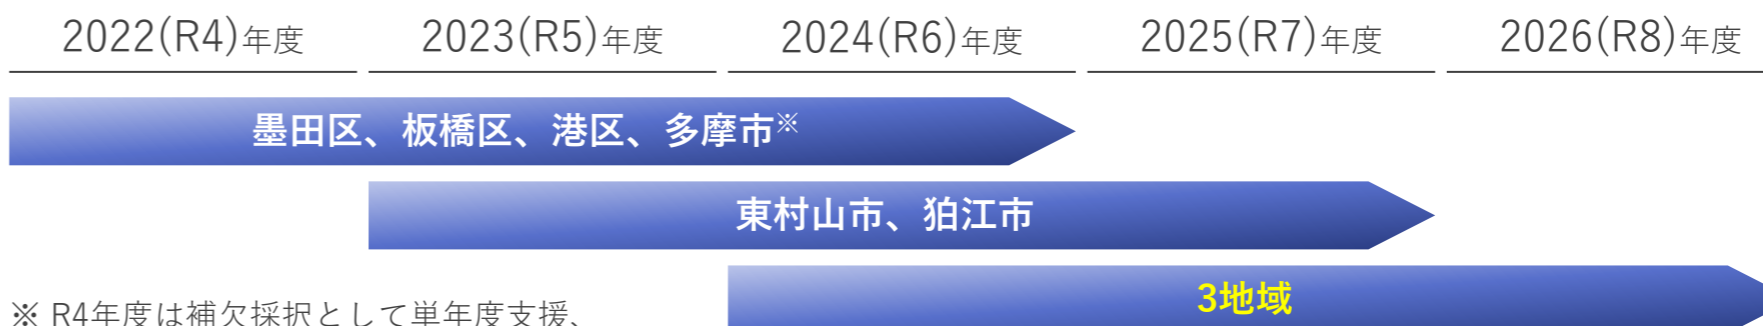 2022(R4)年度 2023(R5)年度 2024(R6)年度 2025(R7)年度 2026(R8)年度
墨田区、板橋区、港区、多摩市※
東村山市、狛江市
3地域
※ R4年度は補欠採択として単年度支援、